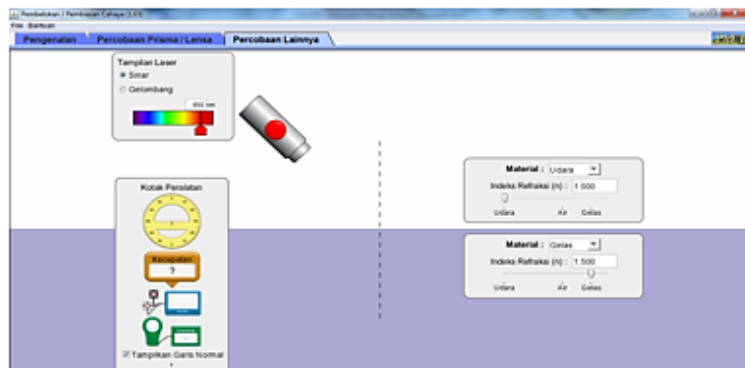 Pembelokan / Pembiasan Cahaya (1.01)
File Bantuan
Pengenalan Percobaan Prisma / Lensa Percobaan Lainnya
Tampilan Laser
Sinar
Gelombang
650 nm
Material : Udara
Indeks Refraksi (n) : 1.000
Udara Air Gelas
Material : Gelas
Indeks Refraksi (n) : 1.500
Udara Air Gelas
Kotak Peralatan
Kecepatan
?
Tampilkan Garis Normal